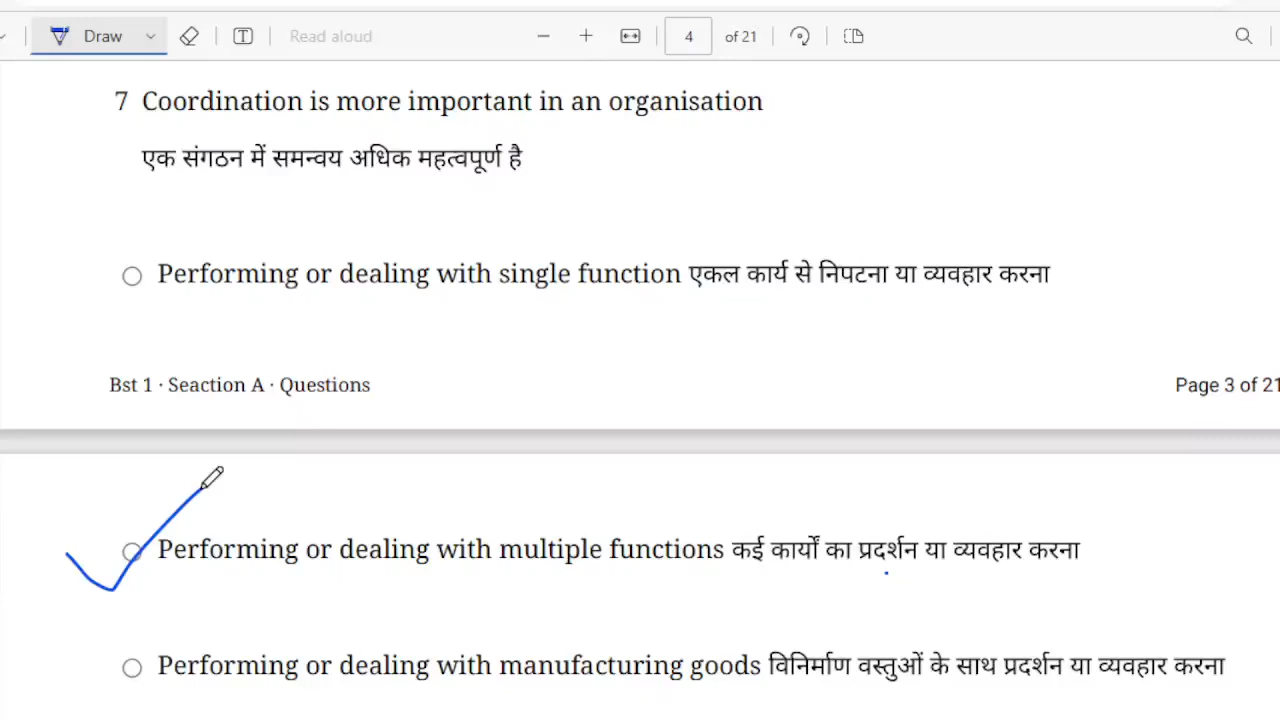 Draw
Read aloud
4
of 21
7 Coordination is more important in an organisation
एक संगठन में समन्वय अधिक महत्वपूर्ण है
Performing or dealing with single function एकल कार्य से निपटना या व्यवहार करना
Bst 1 · Seaction A · Questions
Page 3 of 21
Performing or dealing with multiple functions कई कार्यों का प्रदर्शन या व्यवहार करना
Performing or dealing with manufacturing goods विनिर्माण वस्तुओं के साथ प्रदर्शन या व्यवहार करना